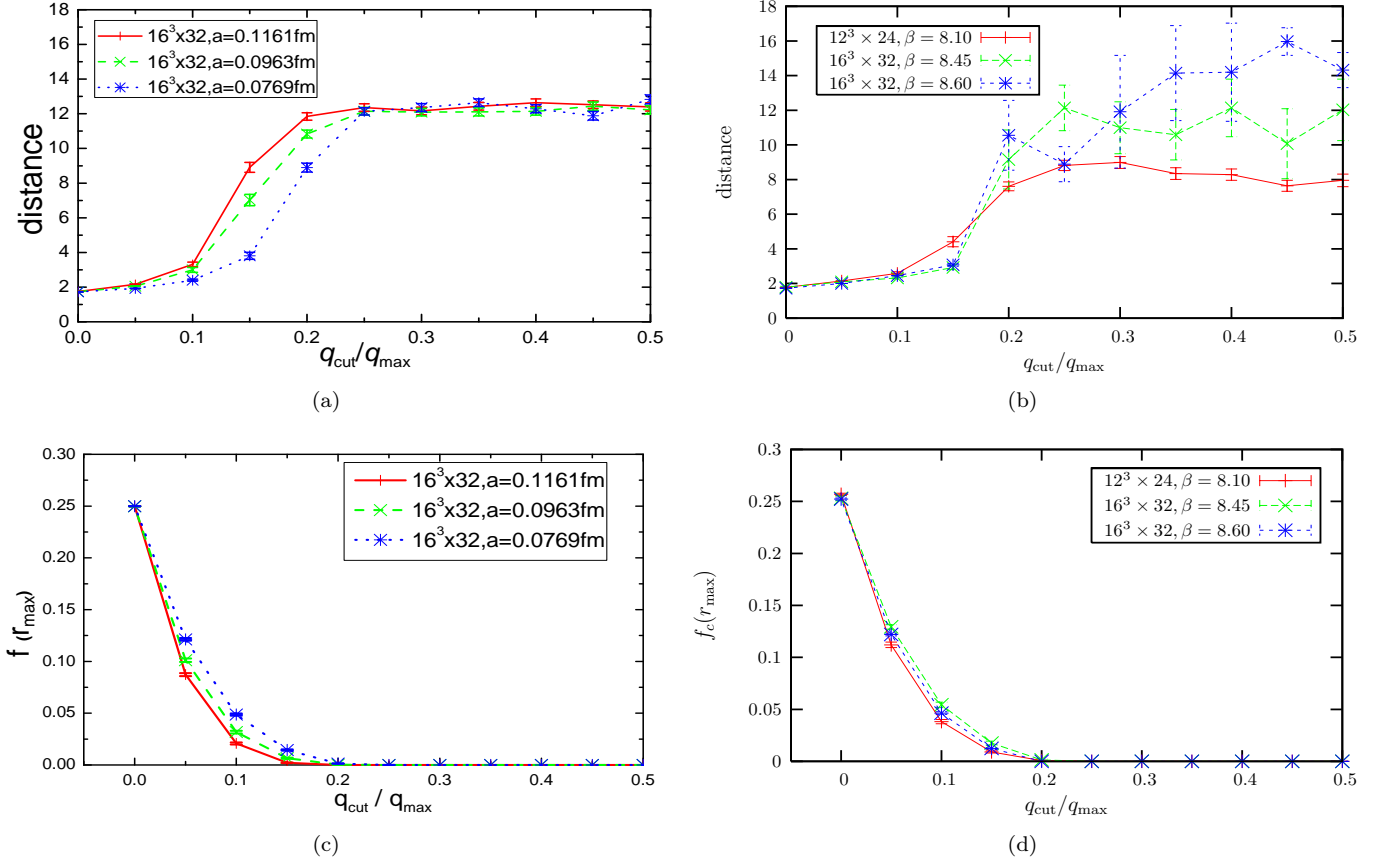 18
16
14
12
10
8
6
4
2
0
distance
16³x32,a=0.1161fm
16³x32,a=0.0963fm
16³x32,a=0.0769fm
0.0 0.1 0.2 0.3 0.4 0.5
q_cut/q_max
(a)
18
16
14
12
10
8
6
4
2
0
distance
12³ × 24, β = 8.10
16³ × 32, β = 8.45
16³ × 32, β = 8.60
0 0.1 0.2 0.3 0.4 0.5
q_cut/q_max
(b)
0.30
0.25
0.20
0.15
0.10
0.05
0.00
f (r_max)
16³x32,a=0.1161fm
16³x32,a=0.0963fm
16³x32,a=0.0769fm
0.0 0.1 0.2 0.3 0.4 0.5
q_cut / q_max
(c)
0.3
0.25
0.2
0.15
0.1
0.05
0
f_c(r_max)
12³ × 24, β = 8.10
16³ × 32, β = 8.45
16³ × 32, β = 8.60
0 0.1 0.2 0.3 0.4 0.5
q_cut/q_max
(d)